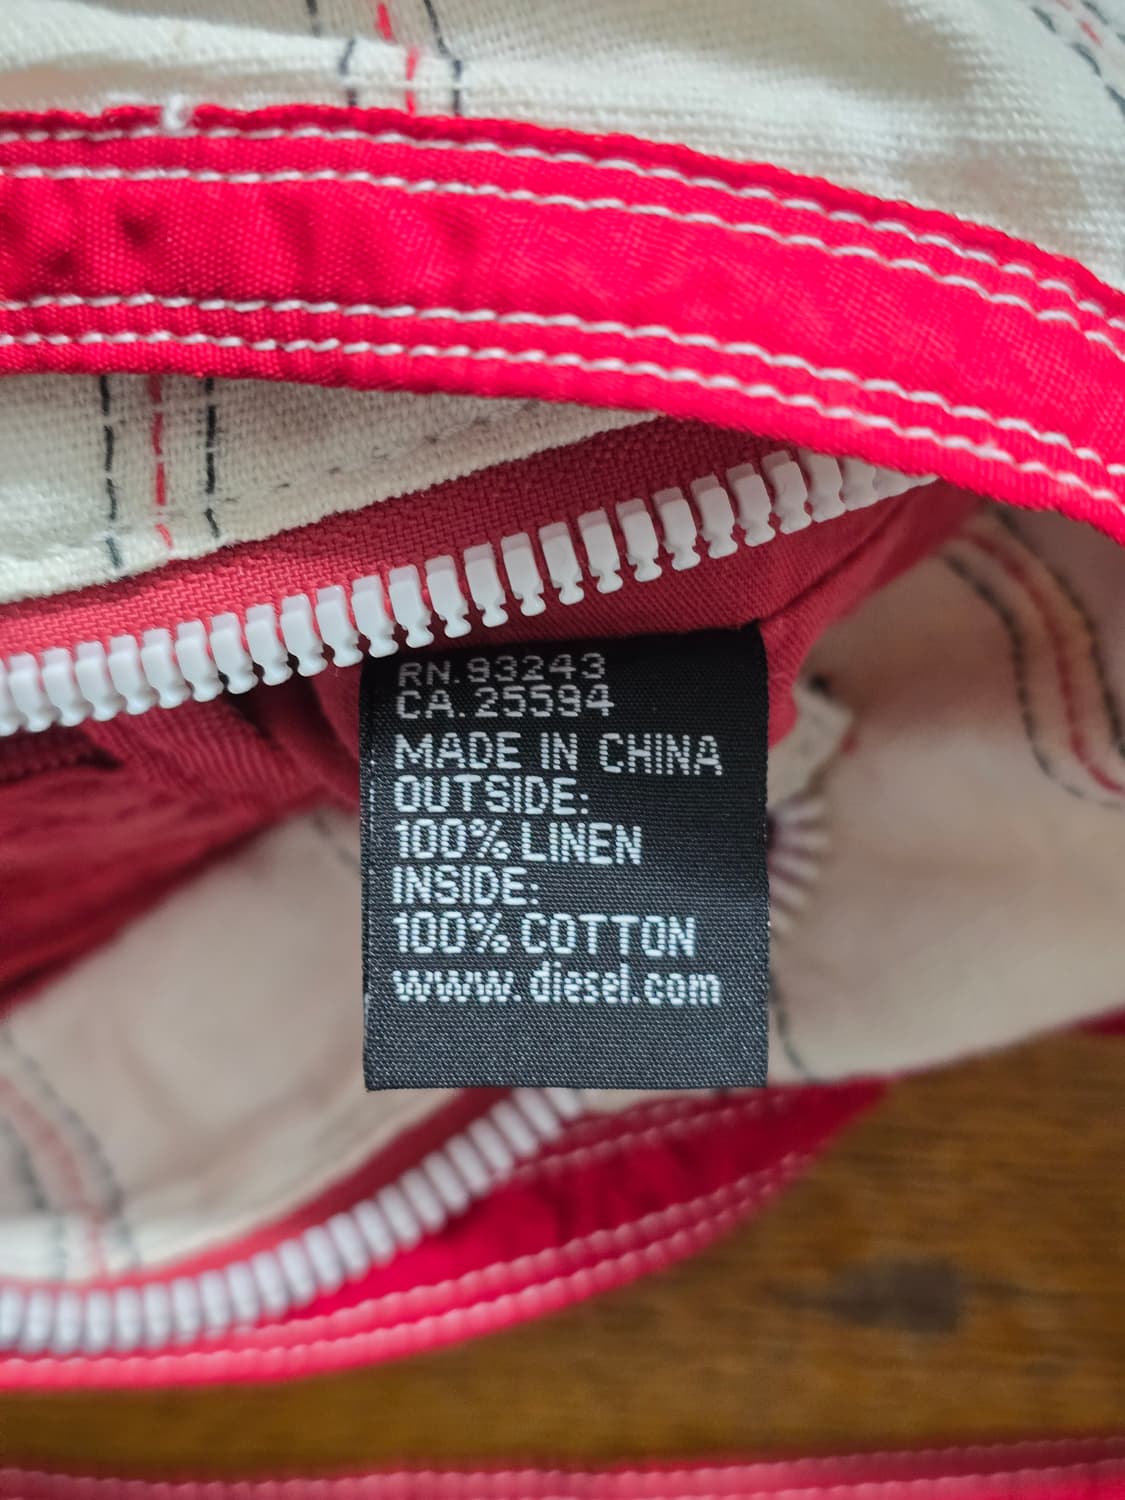 RN.93243
CA.25594
MADE IN CHINA
OUTSIDE:
100% LINEN
INSIDE:
100% COTTON
www.diesel.com